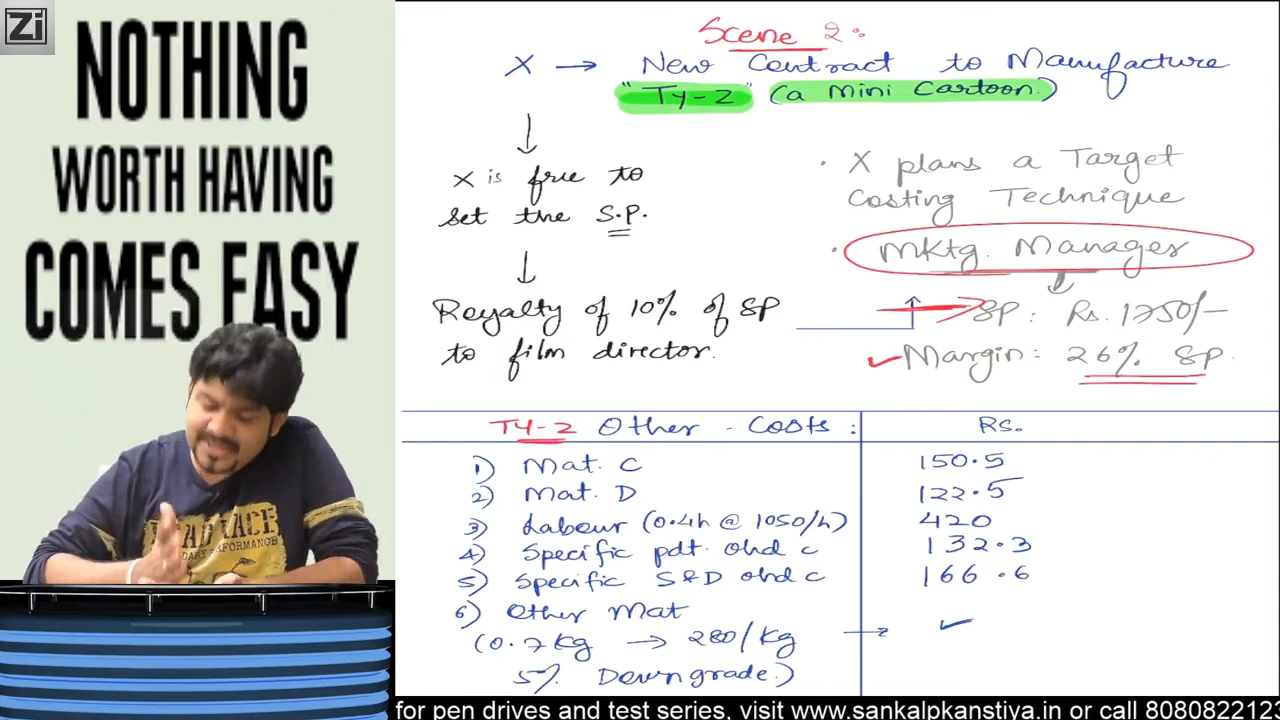 Zi
NOTHING
WORTH HAVING
COMES EASY
Scene 2:
X → New Contract to Manufacture
"Ty-2" (a Mini Cartoon)
↓
X is free to
set the S.P.
↓
Royalty of 10% of SP
to film director.
• X plans a Target
Costing Technique
• Mktg. Manager
SP: Rs. 1250/-
✓ Margin: 26% SP.
TY-2 Other - Costs : Rs.
1) Mat. C 150.5
2) Mat. D 122.5
3) Labour (0.4h @ 1050/h) 420
4) Specific pdt. ohd c 132.3
5) Specific S&D ohd c 166.6
6) Other Mat
(0.7kg → 280/kg → ✓
5% Downgrade.)
for pen drives and test series, visit www.sankalpkanstiya.in or call 8080822123